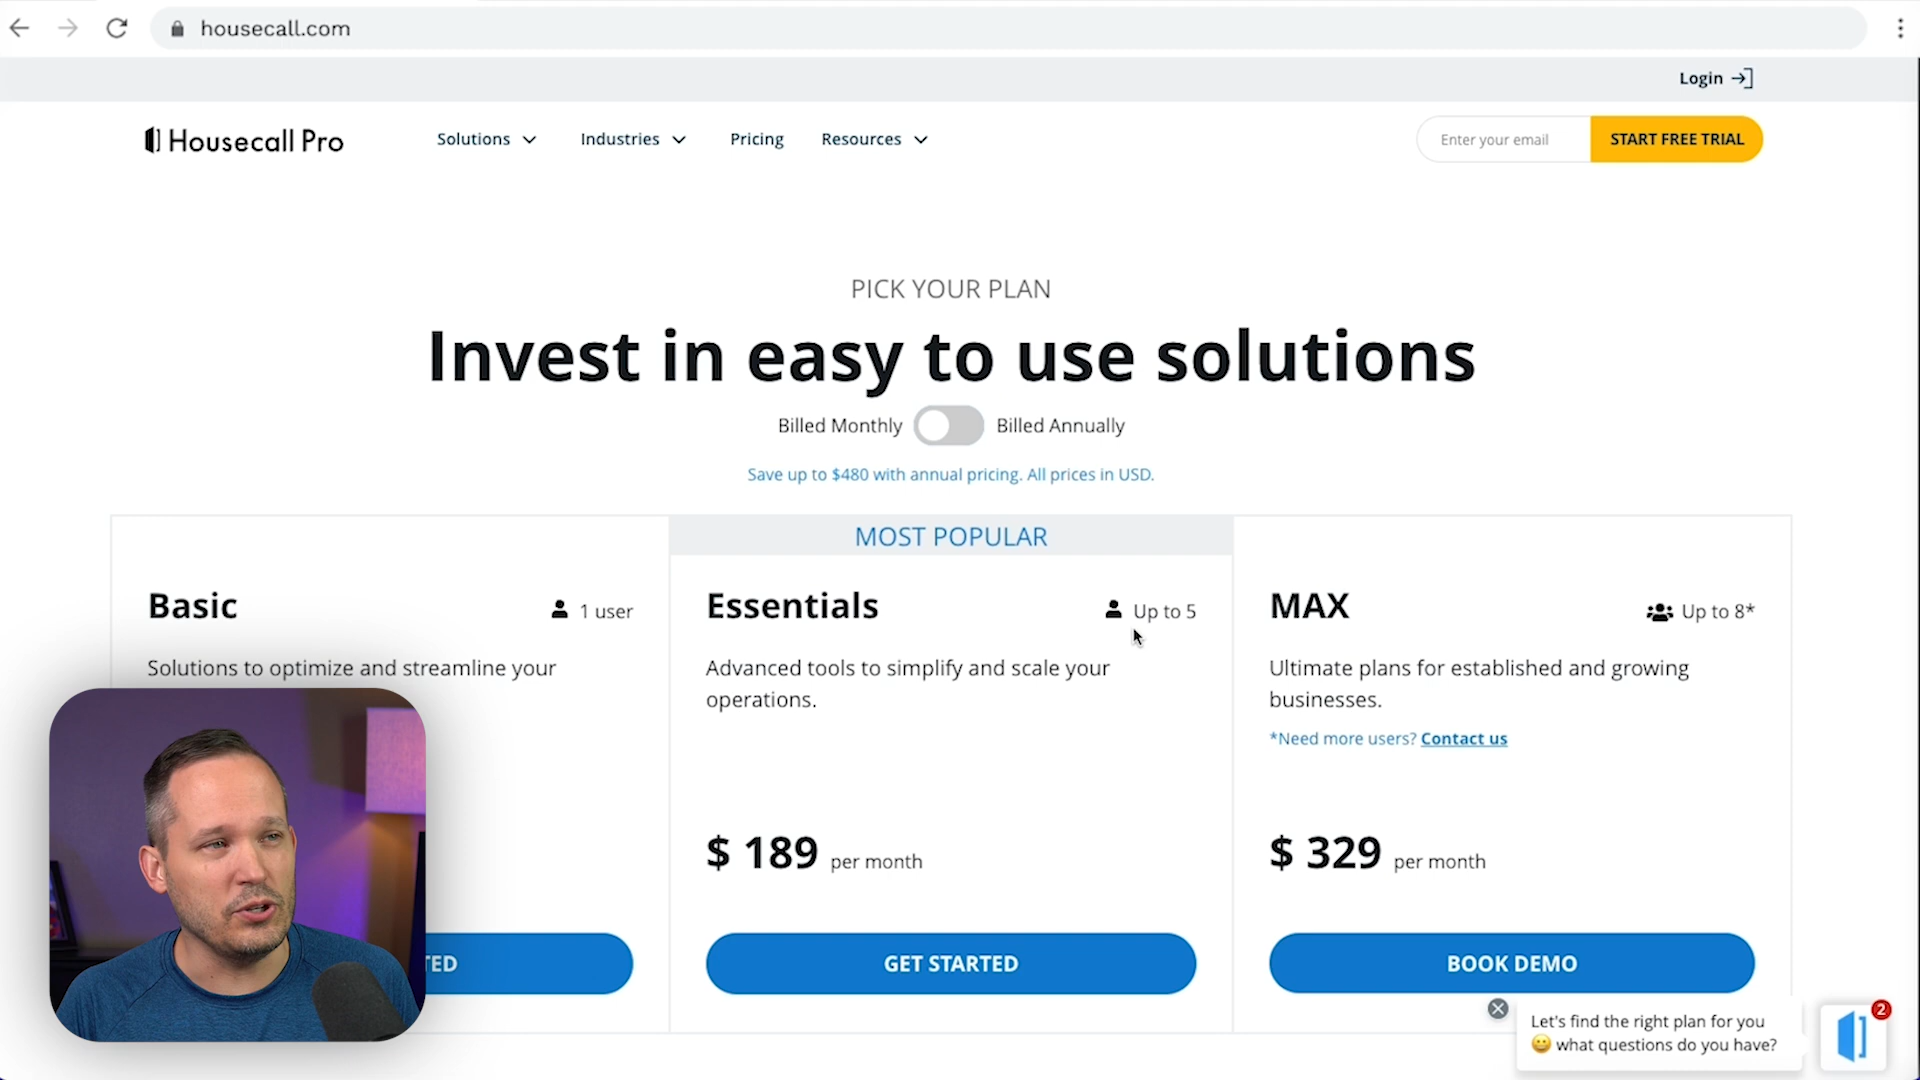 housecall.com
Login
Housecall Pro
Solutions
Industries
Pricing
Resources
Enter your email
START FREE TRIAL
PICK YOUR PLAN
Invest in easy to use solutions
Billed Monthly
Billed Annually
Save up to $480 with annual pricing. All prices in USD.
MOST POPULAR
Basic
1 user
Solutions to optimize and streamline your
TED
Essentials
Up to 5
Advanced tools to simplify and scale your
operations.
$ 189 per month
GET STARTED
MAX
Up to 8*
Ultimate plans for established and growing
businesses.
*Need more users? Contact us
$ 329 per month
BOOK DEMO
Let's find the right plan for you
😀 what questions do you have?
2